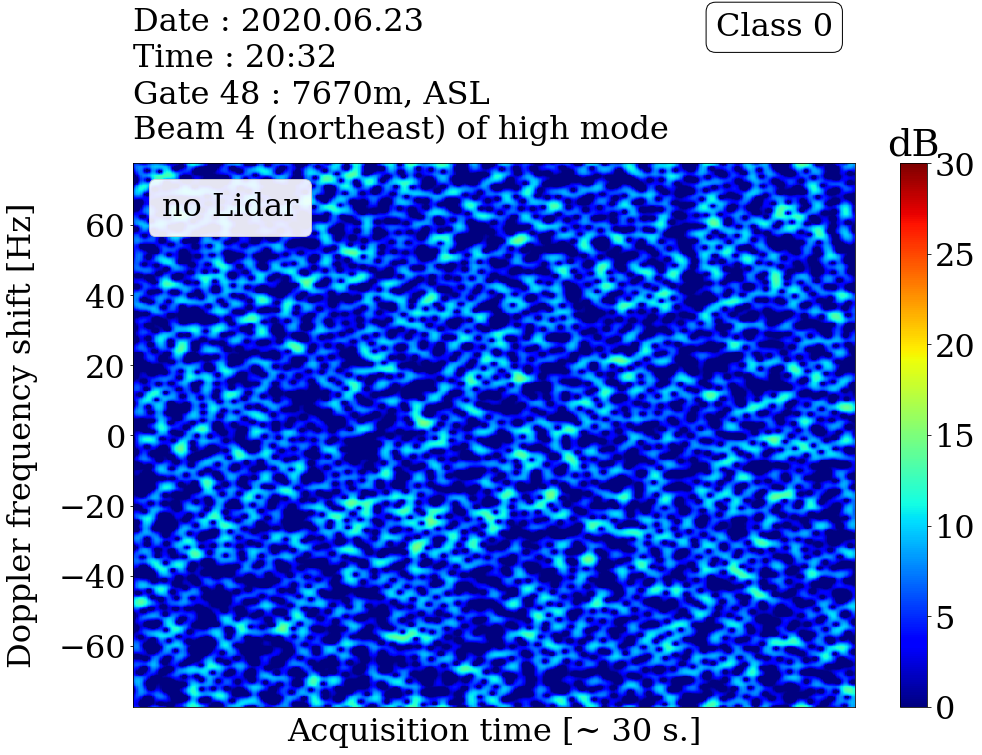 Date : 2020.06.23
Time : 20:32
Gate 48 : 7670m, ASL
Beam 4 (northeast) of high mode
Class 0
dB
no Lidar
Doppler frequency shift [Hz]
60
40
20
0
−20
−40
−60
30
25
20
15
10
5
0
Acquisition time [~ 30 s.]